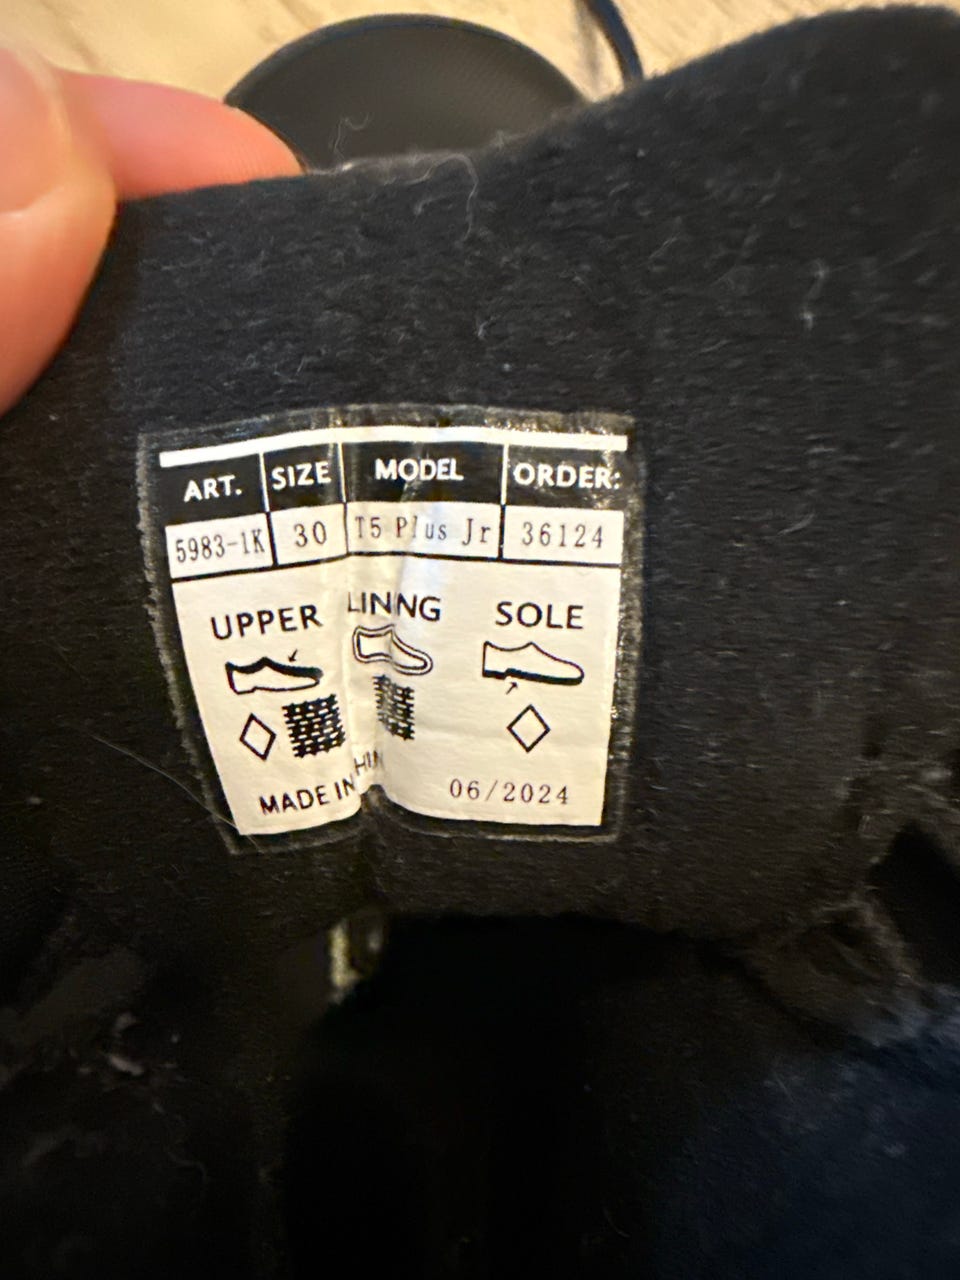 ART. SIZE MODEL ORDER:
5983-1K 30 T5 Plus Jr 36124
UPPER LINING SOLE
MADE IN
06/2024